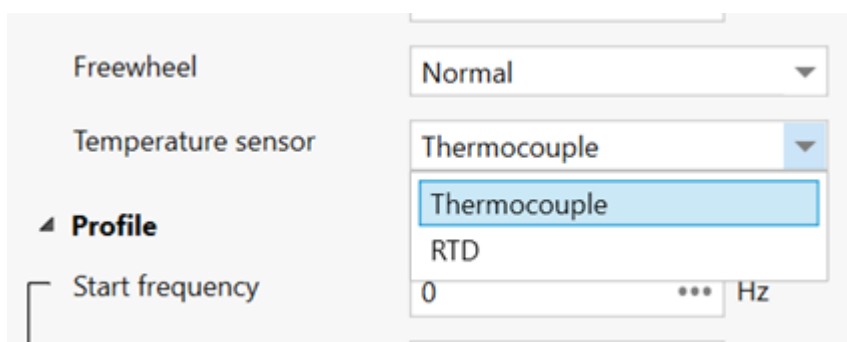 Freewheel
Normal
Temperature sensor
Thermocouple
Thermocouple
RTD
Profile
Start frequency
0 ••• Hz